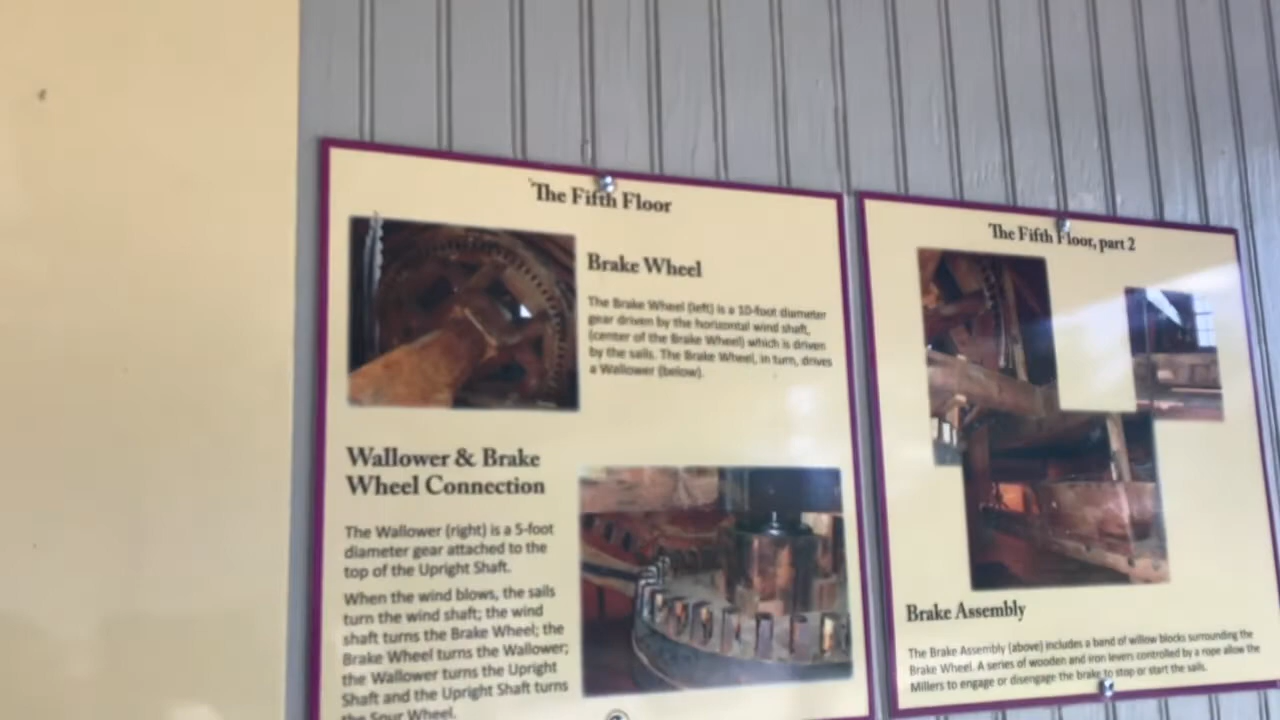 The Fifth Floor
Brake Wheel
The Brake Wheel (left) is a 10-foot diameter
gear driven by the horizontal wind shaft,
(center of the Brake Wheel) which is driven
by the sails. The Brake Wheel, in turn, drives
a Wallower (below).
Wallower & Brake
Wheel Connection
The Wallower (right) is a 5-foot
diameter gear attached to the
top of the Upright Shaft.
When the wind blows, the sails
turn the wind shaft; the wind
shaft turns the Brake Wheel; the
Brake Wheel turns the Wallower;
the Wallower turns the Upright
Shaft and the Upright Shaft turns
the Spur Wheel.
The Fifth Floor, part 2
Brake Assembly
The Brake Assembly (above) includes a band of willow blocks surrounding the
Brake Wheel. A series of wooden and iron levers controlled by a rope allow the
Millers to engage or disengage the brake to stop or start the sails.